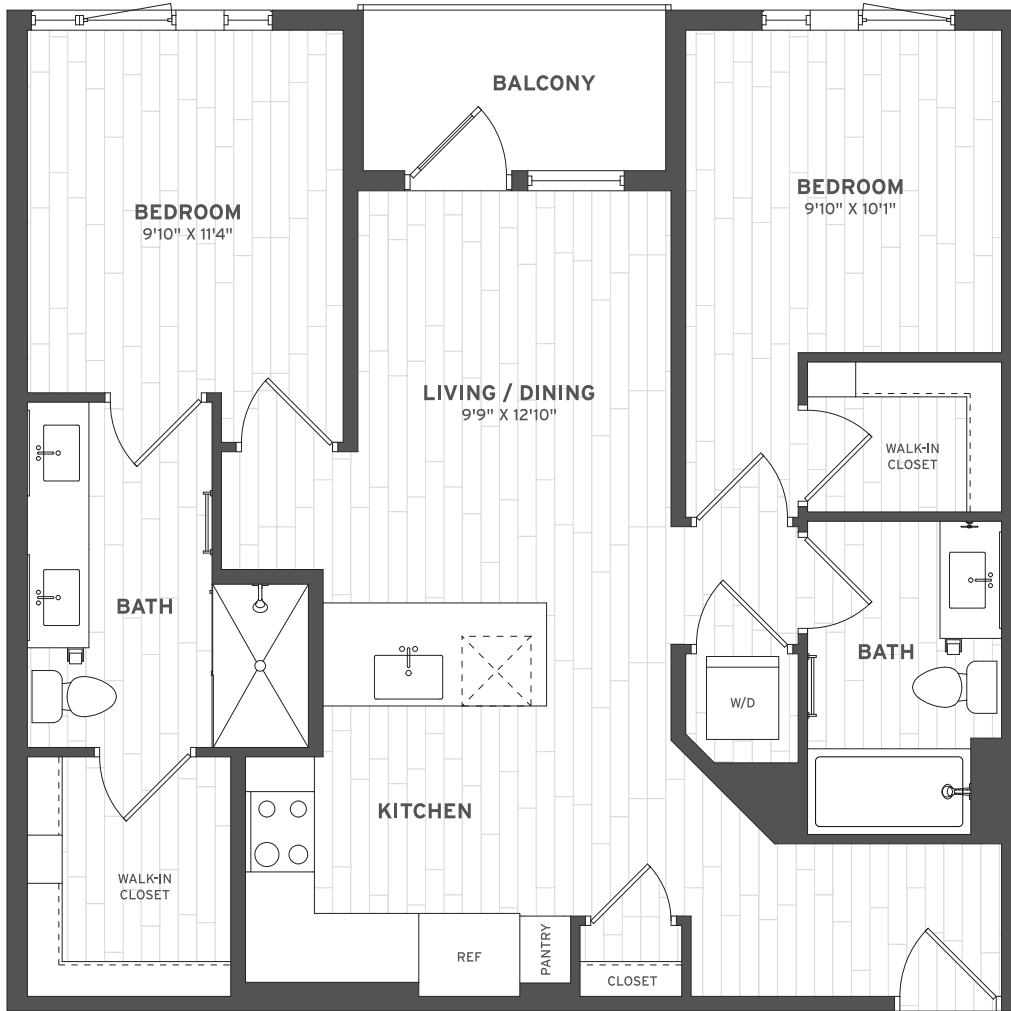 BALCONY
BEDROOM
9'10" X 11'4"
BEDROOM
9'10" X 10'1"
LIVING / DINING
9'9" X 12'10"
WALK-IN
CLOSET
BATH
BATH
W/D
KITCHEN
WALK-IN
CLOSET
REF
PANTRY
CLOSET